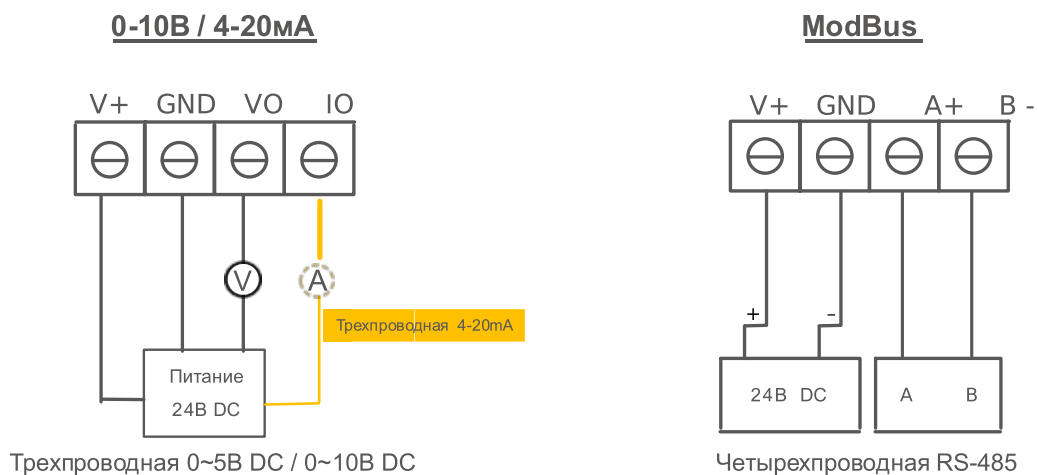 0-10В / 4-20мА
ModBus
V+ GND VO IO
V+ GND A+ B -
V A
+ -
Трехпроводная 4-20mA
Питание
24В DC
24В DC
A B
Трехпроводная 0~5В DC / 0~10В DC
Четырехпроводная RS-485